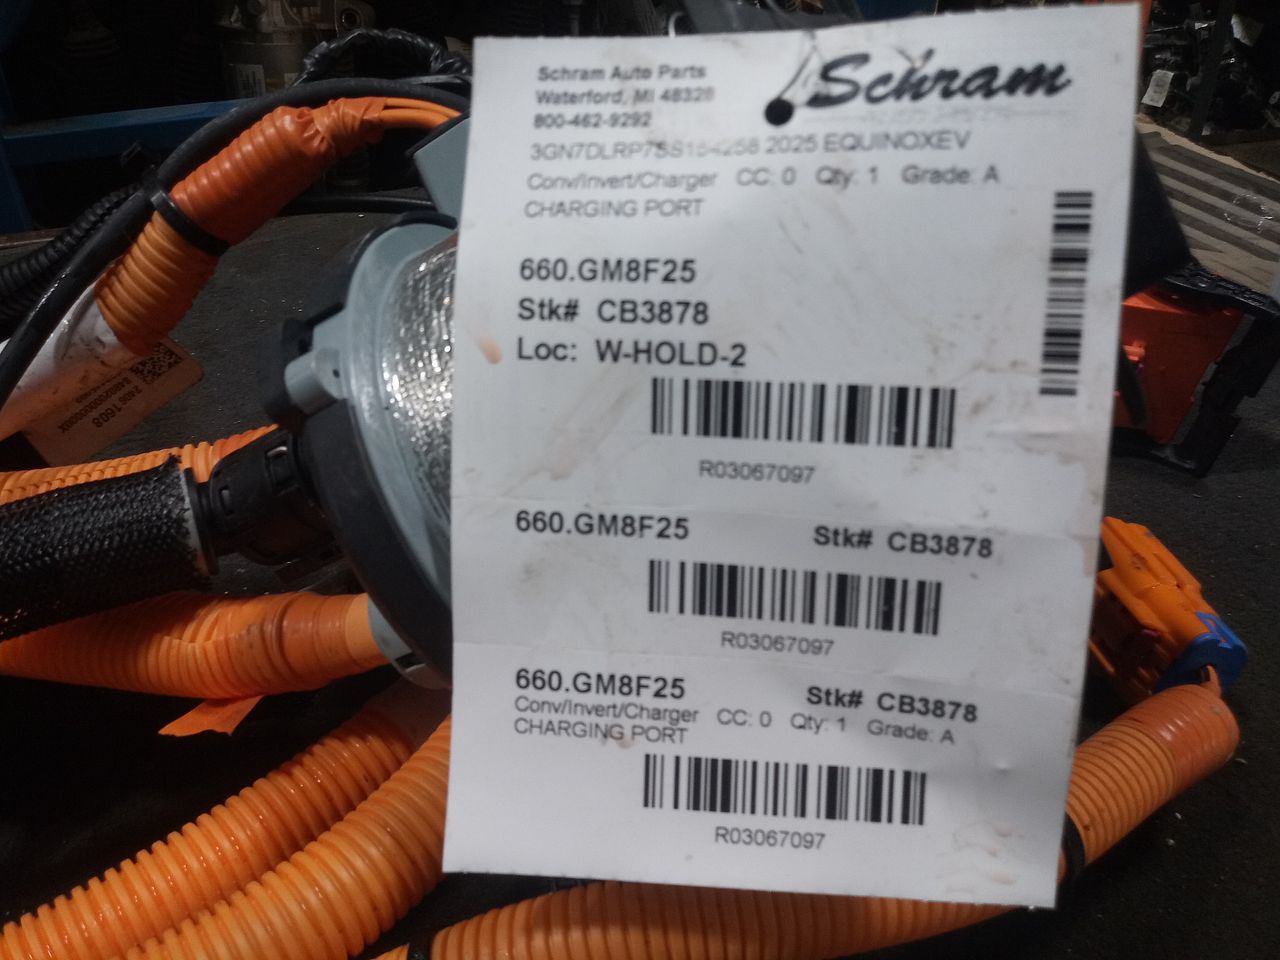 Schram
Schram Auto Parts
Waterford, MI 48328
800-462-9292
3GN7DLRP7SS154258 2025 EQUINOXEV
Conv/Invert/Charger CC: 0 Qty: 1 Grade: A
CHARGING PORT
660.GM8F25
Stk# CB3878
Loc: W-HOLD-2
R03067097
660.GM8F25 Stk# CB3878
R03067097
660.GM8F25 Stk# CB3878
Conv/Invert/Charger CC: 0 Qty: 1 Grade: A
CHARGING PORT
R03067097
2406 1608